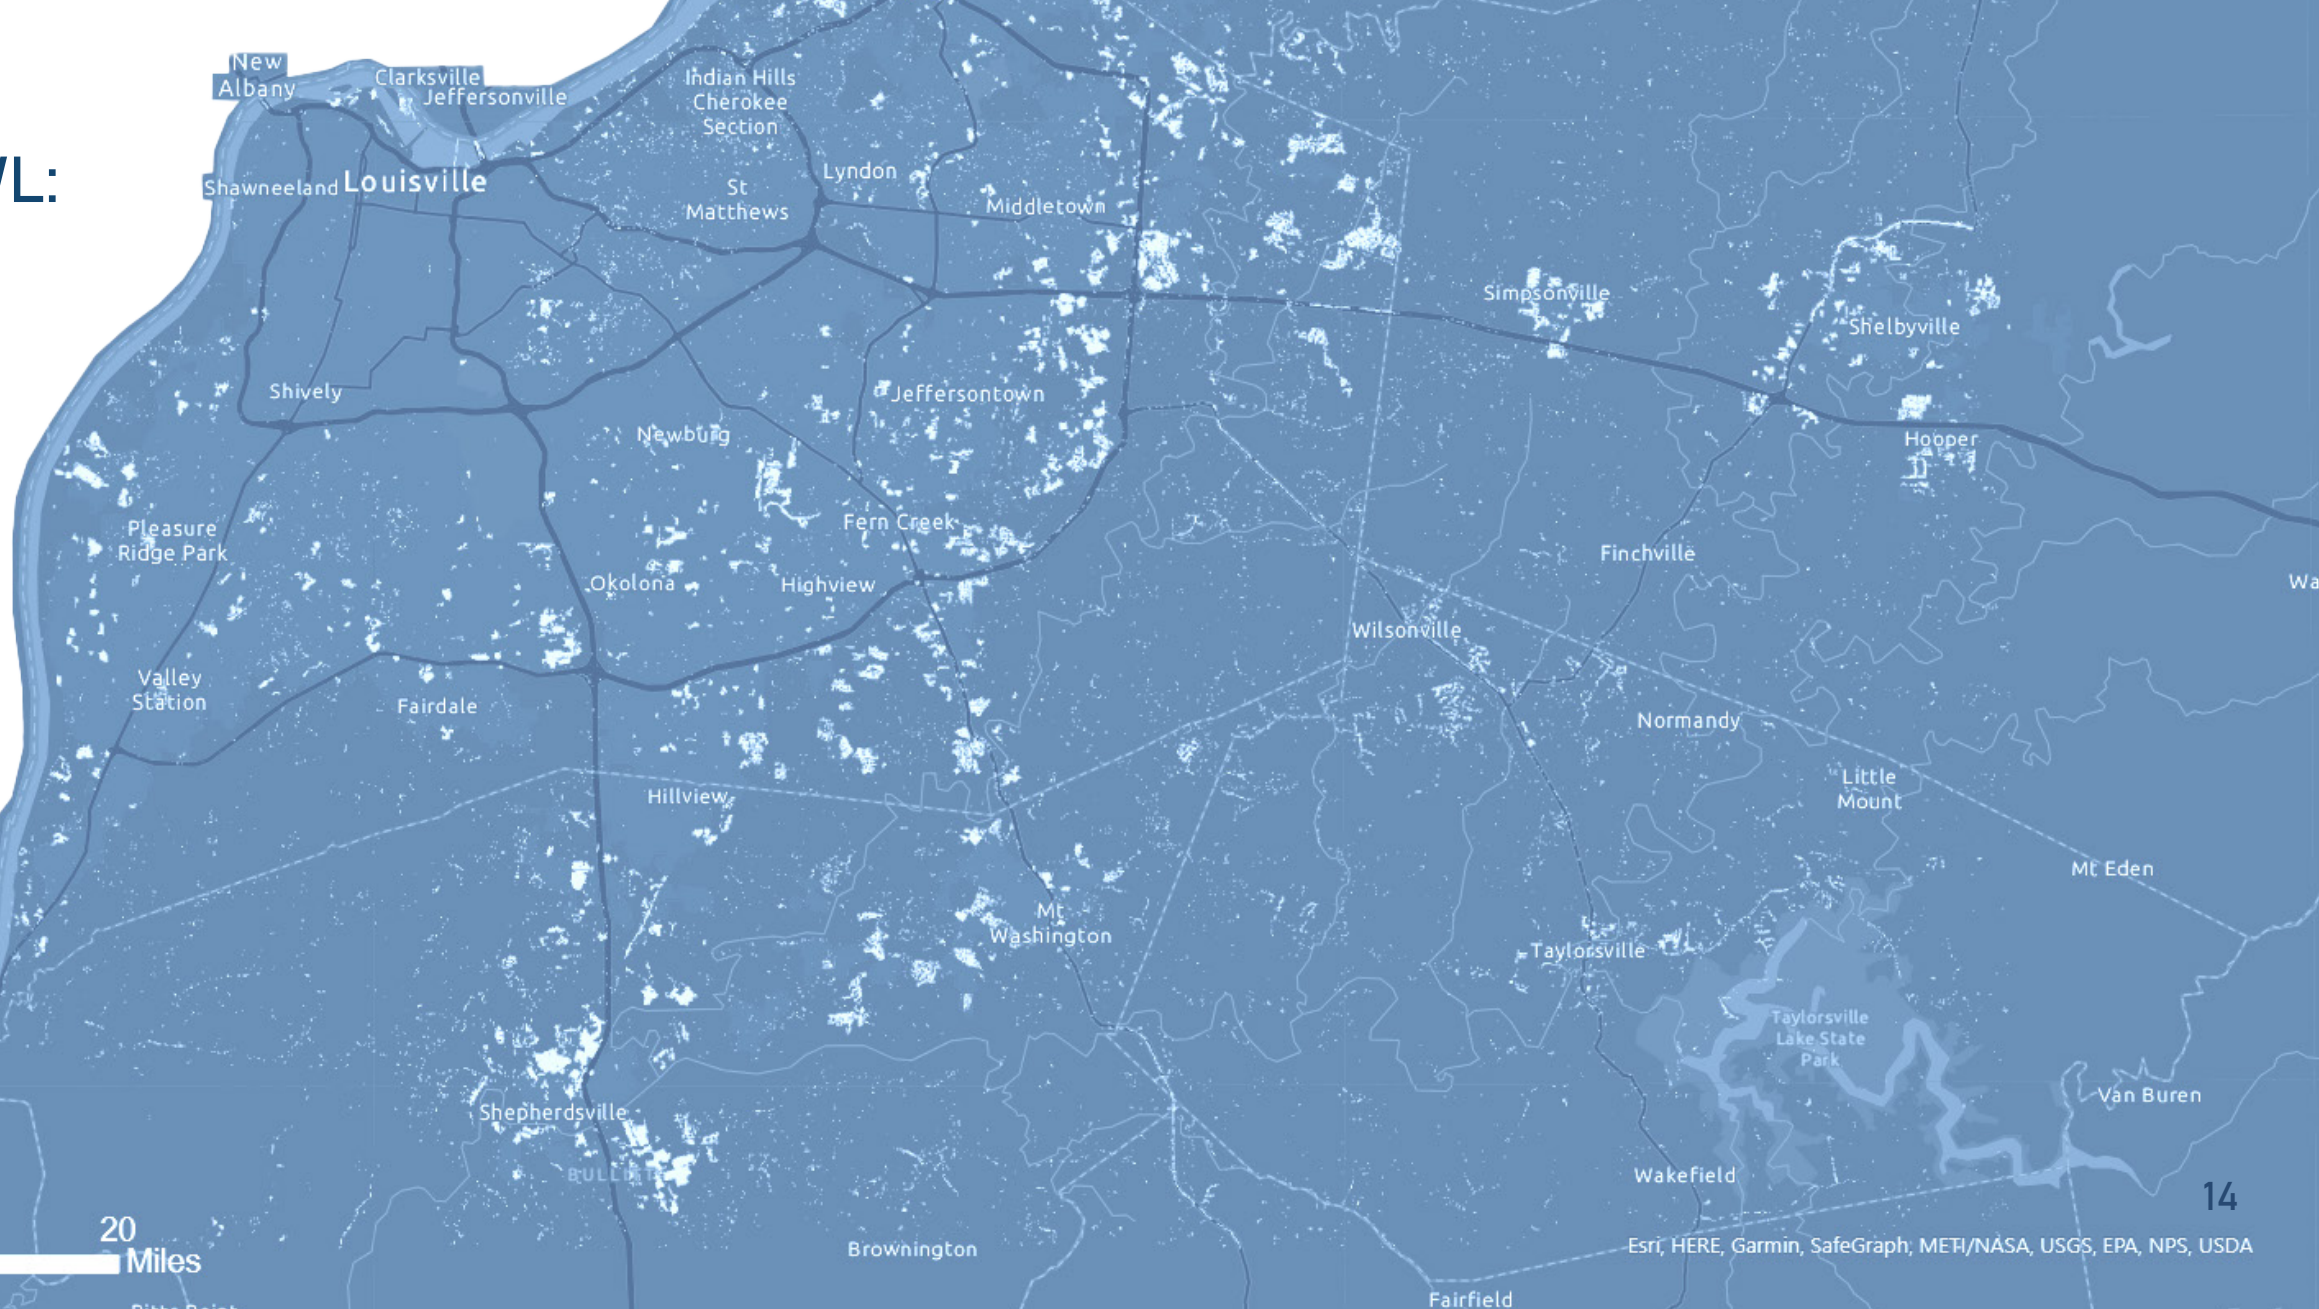 New
Albany
Clarksville
Jeffersonville
Indian Hills
Cherokee
Section
VL:
Shawneeland
Louisville
St
Matthews
Lyndon
Middletown
Simpsonville
Shelbyville
Shively
Jeffersontown
Newburg
Hooper
Pleasure
Ridge Park
Fern Creek
Finchville
Okolona
Highview
Wa
Wilsonville
Valley
Station
Fairdale
Normandy
Hillview
Little
Mount
Mt Eden
Mt
Washington
Taylorsville
Taylorsville
Lake State
Park
Shepherdsville
Van Buren
Wakefield
14
20
Miles
Brownington
Esri, HERE, Garmin, SafeGraph, METI/NASA, USGS, EPA, NPS, USDA
Fairfield